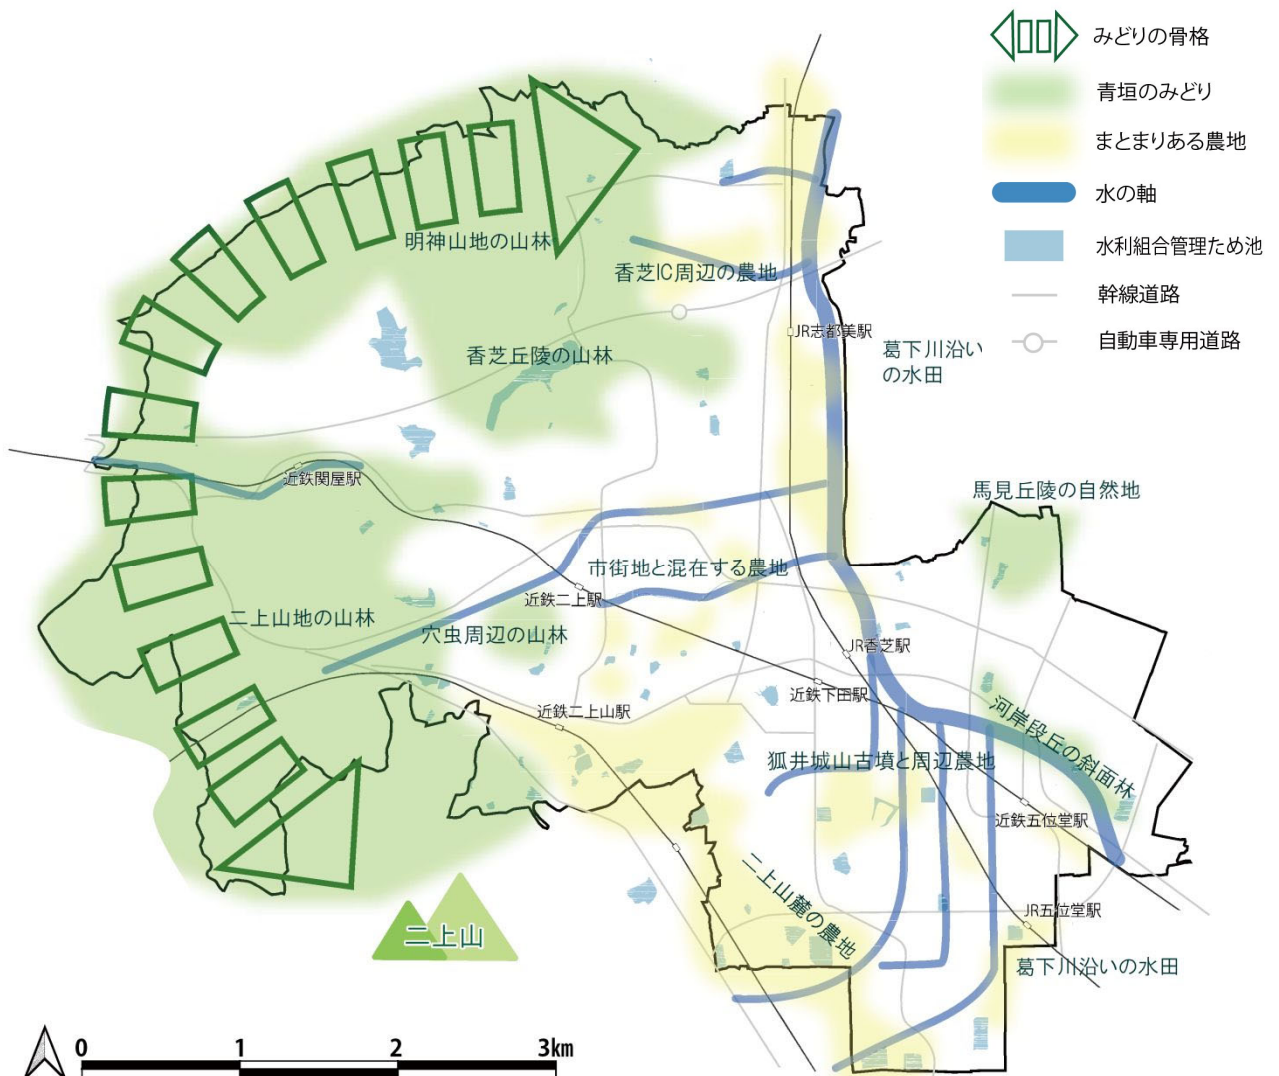 みどりの骨格
青垣のみどり
まとまりある農地
水の軸
水利組合管理ため池
幹線道路
自動車専用道路
明神山地の山林
香芝IC周辺の農地
JR志都美駅
葛下川沿い
の水田
香芝丘陵の山林
近鉄関屋駅
馬見丘陵の自然地
市街地と混在する農地
近鉄二上駅
二上山地の山林
穴虫周辺の山林
JR香芝駅
近鉄下田駅
近鉄二上山駅
河岸段丘の斜面林
狐井城山古墳と周辺農地
近鉄五位堂駅
二上山麓の農地
JR五位堂駅
二上山
葛下川沿いの水田
0 1 2 3km